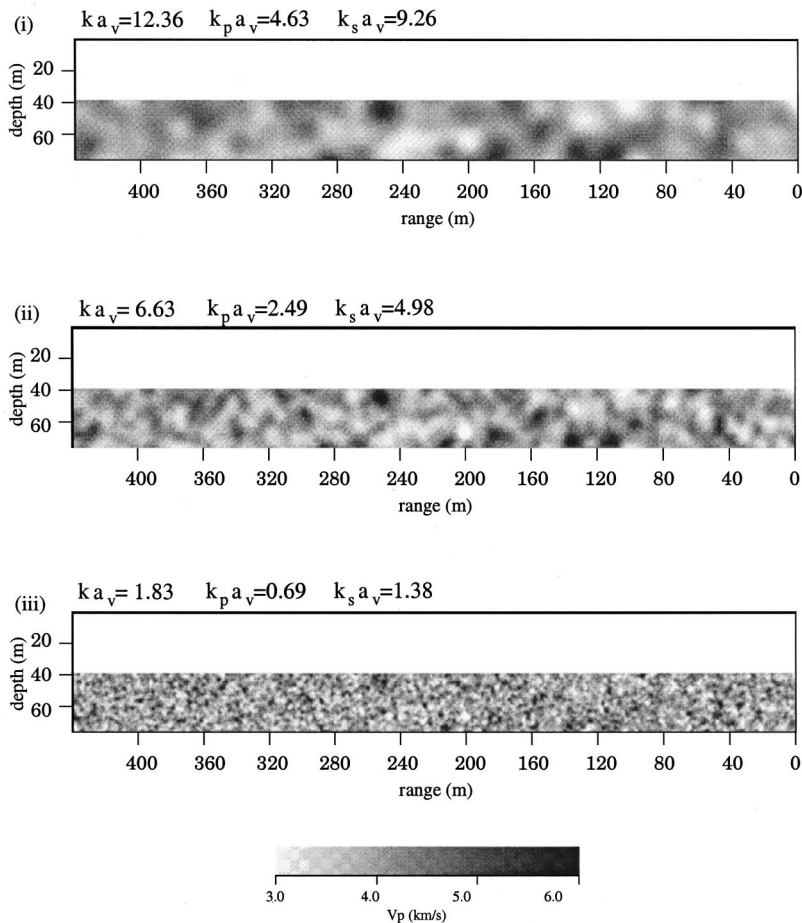 (i) k a_v=12.36 k_p a_v=4.63 k_s a_v=9.26
depth (m)
20
40
60
400 360 320 280 240 200 160 120 80 40 0
range (m)
(ii) k a_v= 6.63 k_p a_v=2.49 k_s a_v=4.98
depth (m)
20
40
60
400 360 320 280 240 200 160 120 80 40 0
range (m)
(iii) k a_v= 1.83 k_p a_v=0.69 k_s a_v=1.38
depth (m)
20
40
60
400 360 320 280 240 200 160 120 80 40 0
range (m)
3.0 4.0 5.0 6.0
Vp (km/s)